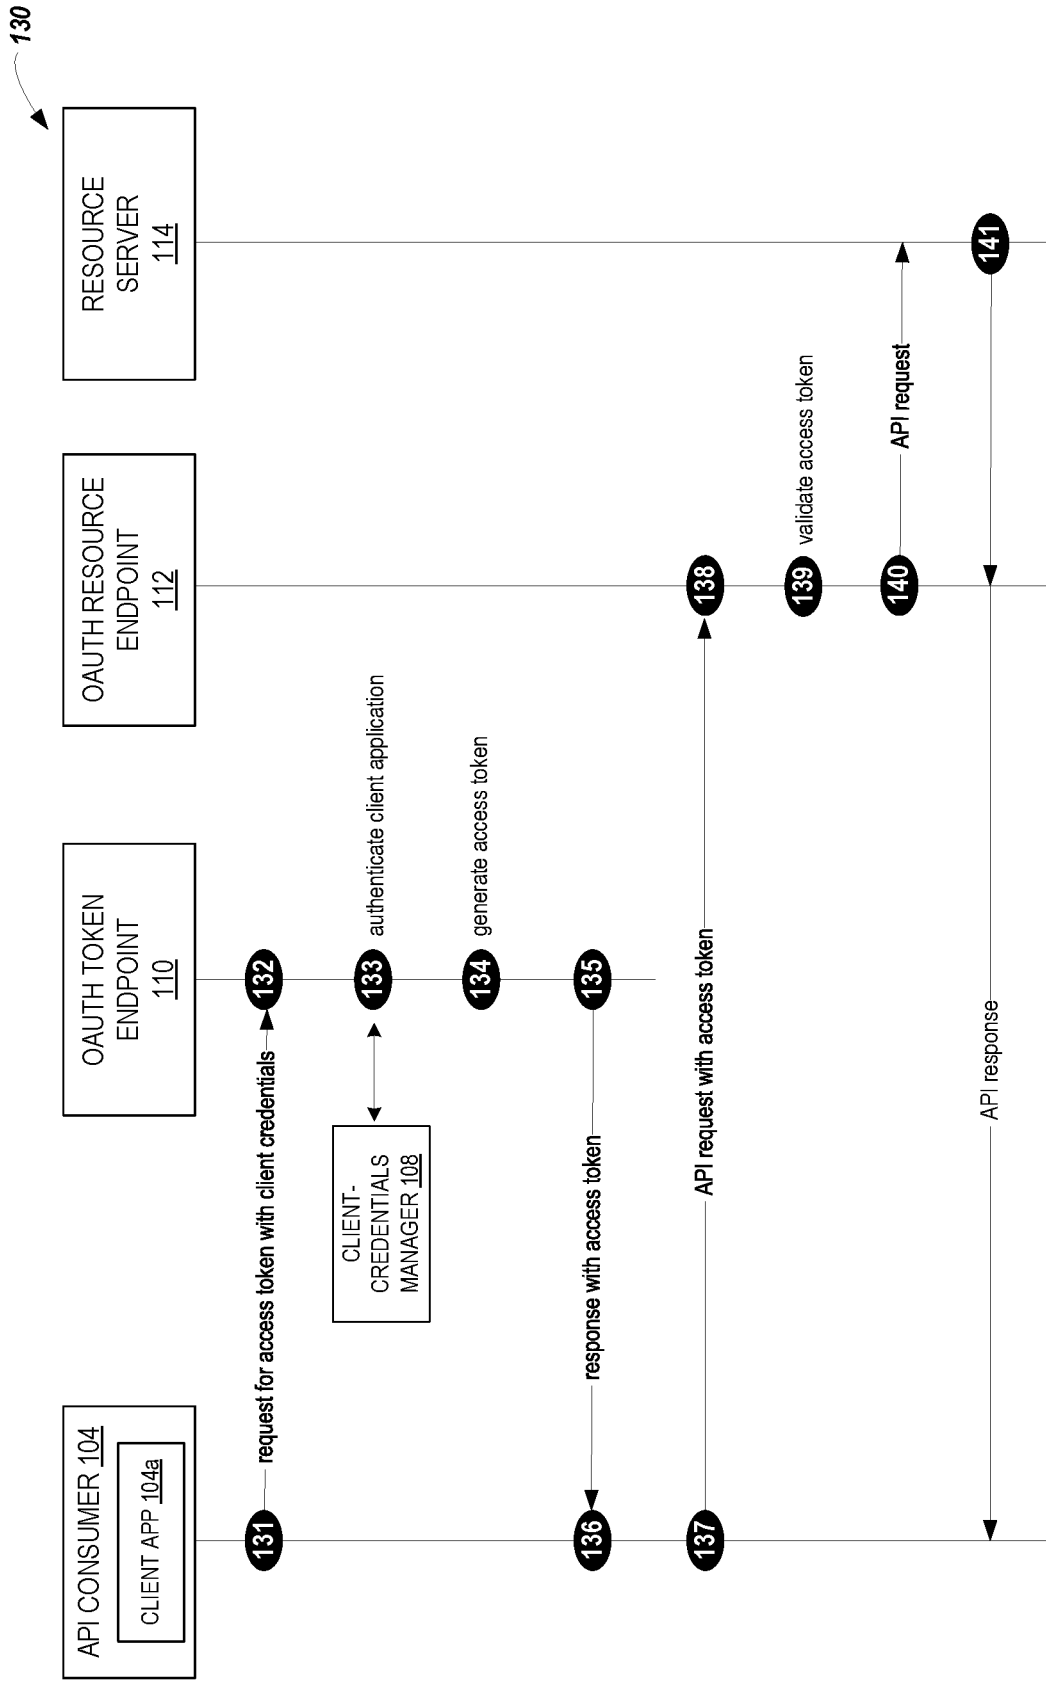 130
API CONSUMER 104
CLIENT APP 104a
OAUTH TOKEN
ENDPOINT
110
OAUTH RESOURCE
ENDPOINT
112
RESOURCE
SERVER
114
131
request for access token with client credentials
132
CLIENT-
CREDENTIALS
MANAGER 108
133
authenticate client application
134
generate access token
136
response with access token
135
137
API request with access token
138
139
validate access token
140
API request
API response
141